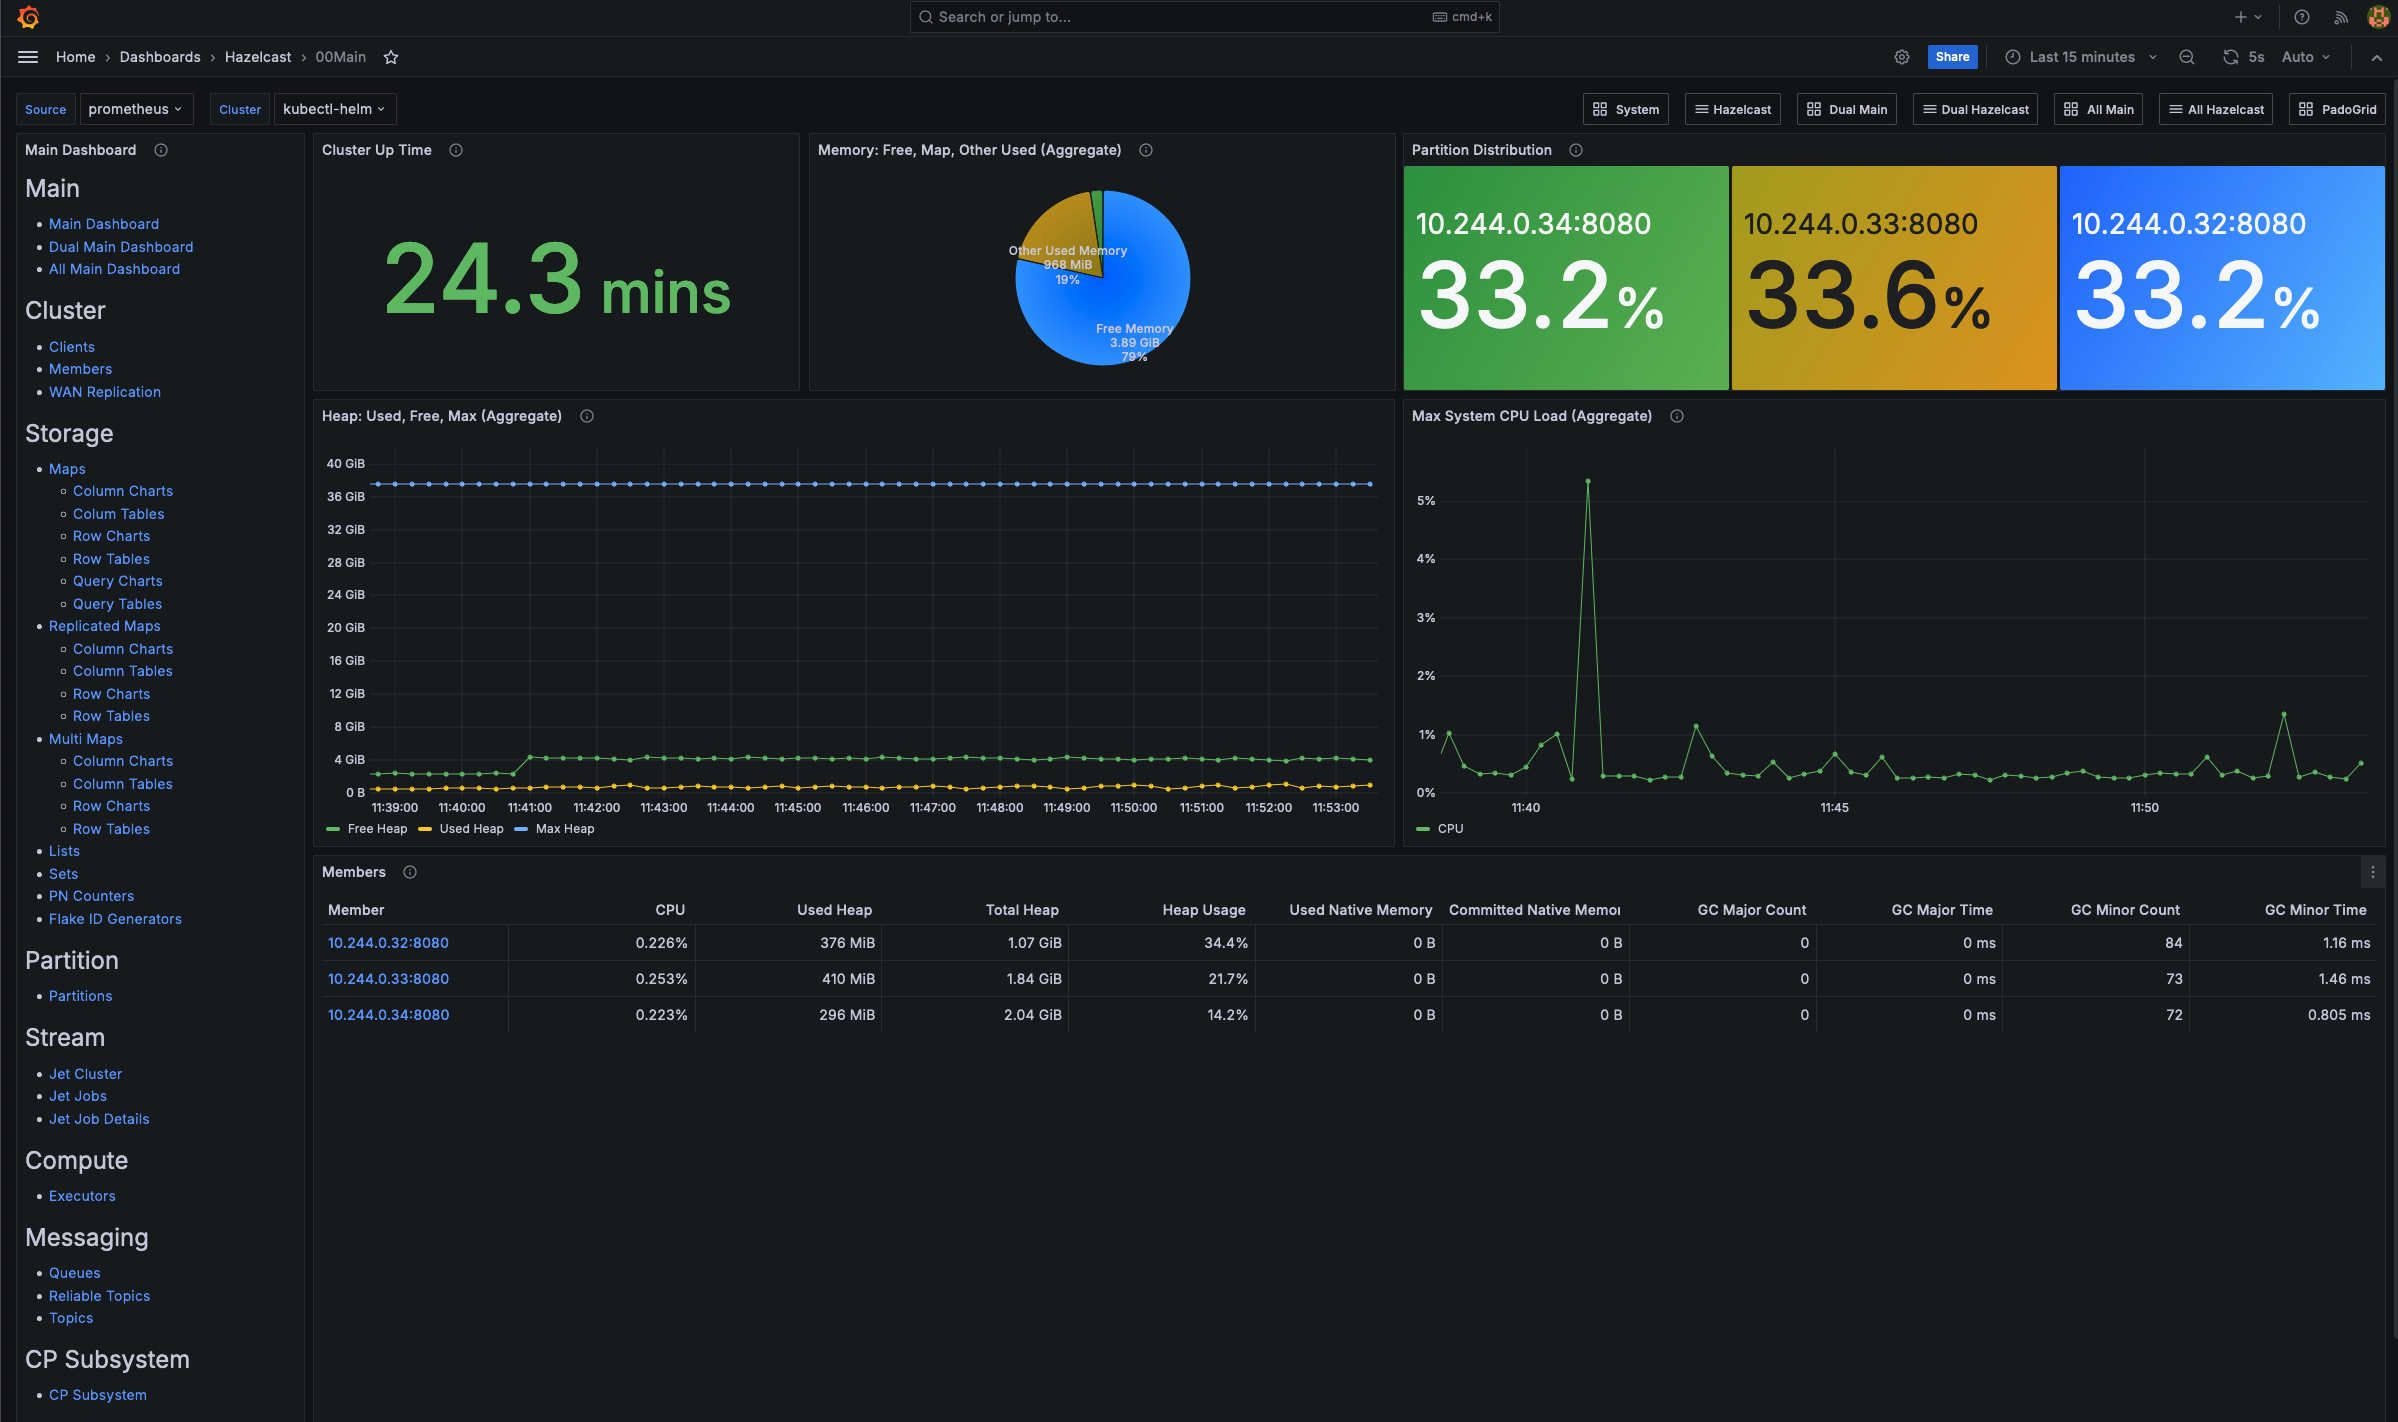 Search or jump to...
cmd+k
Home › Dashboards › Hazelcast › 00Main
Share
Last 15 minutes
5s
Auto
Source
prometheus
Cluster
kubectl-helm
System
Hazelcast
Dual Main
Dual Hazelcast
All Main
All Hazelcast
PadoGrid
Main Dashboard
Main
Main Dashboard
Dual Main Dashboard
All Main Dashboard
Cluster
Clients
Members
WAN Replication
Storage
Maps
Column Charts
Colum Tables
Row Charts
Row Tables
Query Charts
Query Tables
Replicated Maps
Column Charts
Column Tables
Row Charts
Row Tables
Multi Maps
Column Charts
Column Tables
Row Charts
Row Tables
Lists
Sets
PN Counters
Flake ID Generators
Partition
Partitions
Stream
Jet Cluster
Jet Jobs
Jet Job Details
Compute
Executors
Messaging
Queues
Reliable Topics
Topics
CP Subsystem
CP Subsystem
Cluster Up Time
24.3 mins
Memory: Free, Map, Other Used (Aggregate)
Other Used Memory
968 MiB
19%
Free Memory
3.89 GiB
79%
Partition Distribution
10.244.0.34:8080
33.2%
10.244.0.33:8080
33.6%
10.244.0.32:8080
33.2%
Heap: Used, Free, Max (Aggregate)
40 GiB
36 GiB
32 GiB
28 GiB
24 GiB
20 GiB
16 GiB
12 GiB
8 GiB
4 GiB
0 B
11:39:00 11:40:00 11:41:00 11:42:00 11:43:00 11:44:00 11:45:00 11:46:00 11:47:00 11:48:00 11:49:00 11:50:00 11:51:00 11:52:00 11:53:00
Free Heap Used Heap Max Heap
Max System CPU Load (Aggregate)
5%
4%
3%
2%
1%
0%
11:40 11:45 11:50
CPU
Members
Member CPU Used Heap Total Heap Heap Usage Used Native Memory Committed Native Memor GC Major Count GC Major Time GC Minor Count GC Minor Time
10.244.0.32:8080 0.226% 376 MiB 1.07 GiB 34.4% 0 B 0 B 0 0 ms 84 1.16 ms
10.244.0.33:8080 0.253% 410 MiB 1.84 GiB 21.7% 0 B 0 B 0 0 ms 73 1.46 ms
10.244.0.34:8080 0.223% 296 MiB 2.04 GiB 14.2% 0 B 0 B 0 0 ms 72 0.805 ms